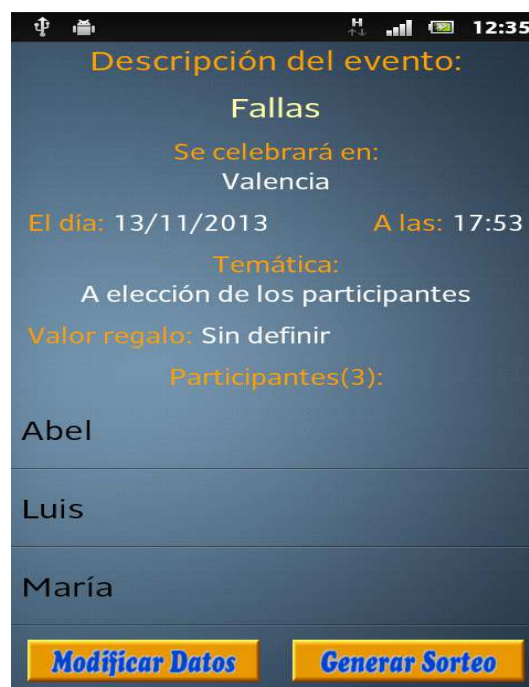 H 12:35
Descripción del evento:
Fallas
Se celebrará en:
Valencia
El día: 13/11/2013 A las: 17:53
Temática:
A elección de los participantes
Valor regalo: Sin definir
Participantes(3):
Abel
Luis
María
Modificar Datos Generar Sorteo